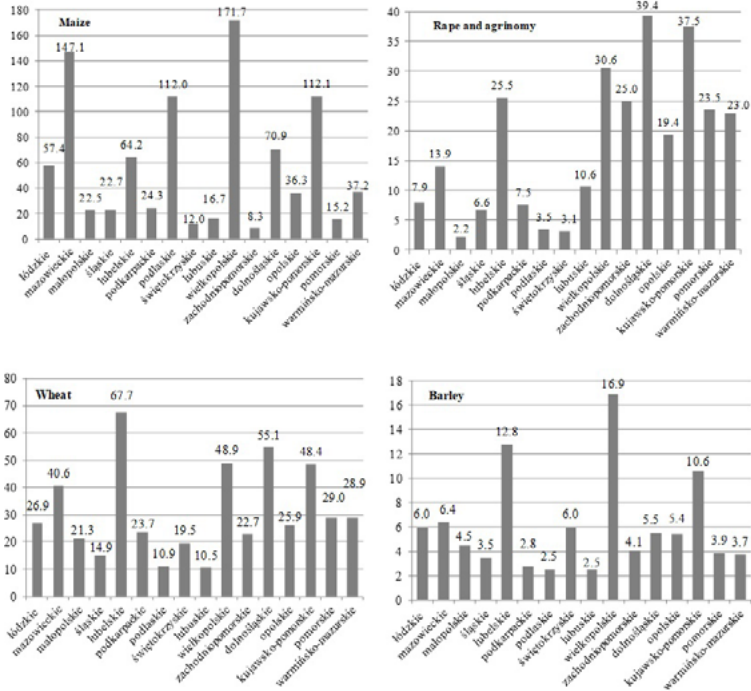 Maize
180
160
140
120
100
80
60
40
20
0
57.4
147.1
22.5
22.7
64.2
24.3
112.0
12.0
16.7
171.7
8.3
70.9
36.3
112.1
15.2
37.2
łódzkie
mazowieckie
małopolskie
śląskie
lubelskie
podkarpackie
podlaskie
świętokrzyskie
lubuskie
wielkopolskie
zachodniopomorskie
dolnośląskie
opolskie
kujawsko-pomorskie
pomorskie
warmińsko-mazurskie
Rape and agrinomy
40
35
30
25
20
15
10
5
0
7.9
13.9
2.2
6.6
25.5
7.5
3.5
3.1
10.6
30.6
25.0
39.4
19.4
37.5
23.5
23.0
łódzkie
mazowieckie
małopolskie
śląskie
lubelskie
podkarpackie
podlaskie
świętokrzyskie
lubuskie
wielkopolskie
zachodniopomorskie
dolnośląskie
opolskie
kujawsko-pomorskie
pomorskie
warmińsko-mazurskie
Wheat
80
70
60
50
40
30
20
10
0
26.9
40.6
21.3
14.9
67.7
23.7
10.9
19.5
10.5
48.9
22.7
55.1
25.9
48.4
29.0
28.9
łódzkie
mazowieckie
małopolskie
śląskie
lubelskie
podkarpackie
podlaskie
świętokrzyskie
lubuskie
wielkopolskie
zachodniopomorskie
dolnośląskie
opolskie
kujawsko-pomorskie
pomorskie
warmińsko-mazurskie
Barley
18
16
14
12
10
8
6
4
2
0
6.0
6.4
4.5
3.5
12.8
2.8
2.5
6.0
2.5
16.9
4.1
5.5
5.4
10.6
3.9
3.7
łódzkie
mazowieckie
małopolskie
śląskie
lubelskie
podkarpackie
podlaskie
świętokrzyskie
lubuskie
wielkopolskie
zachodniopomorskie
dolnośląskie
opolskie
kujawsko-pomorskie
pomorskie
warmińsko-mazurskie